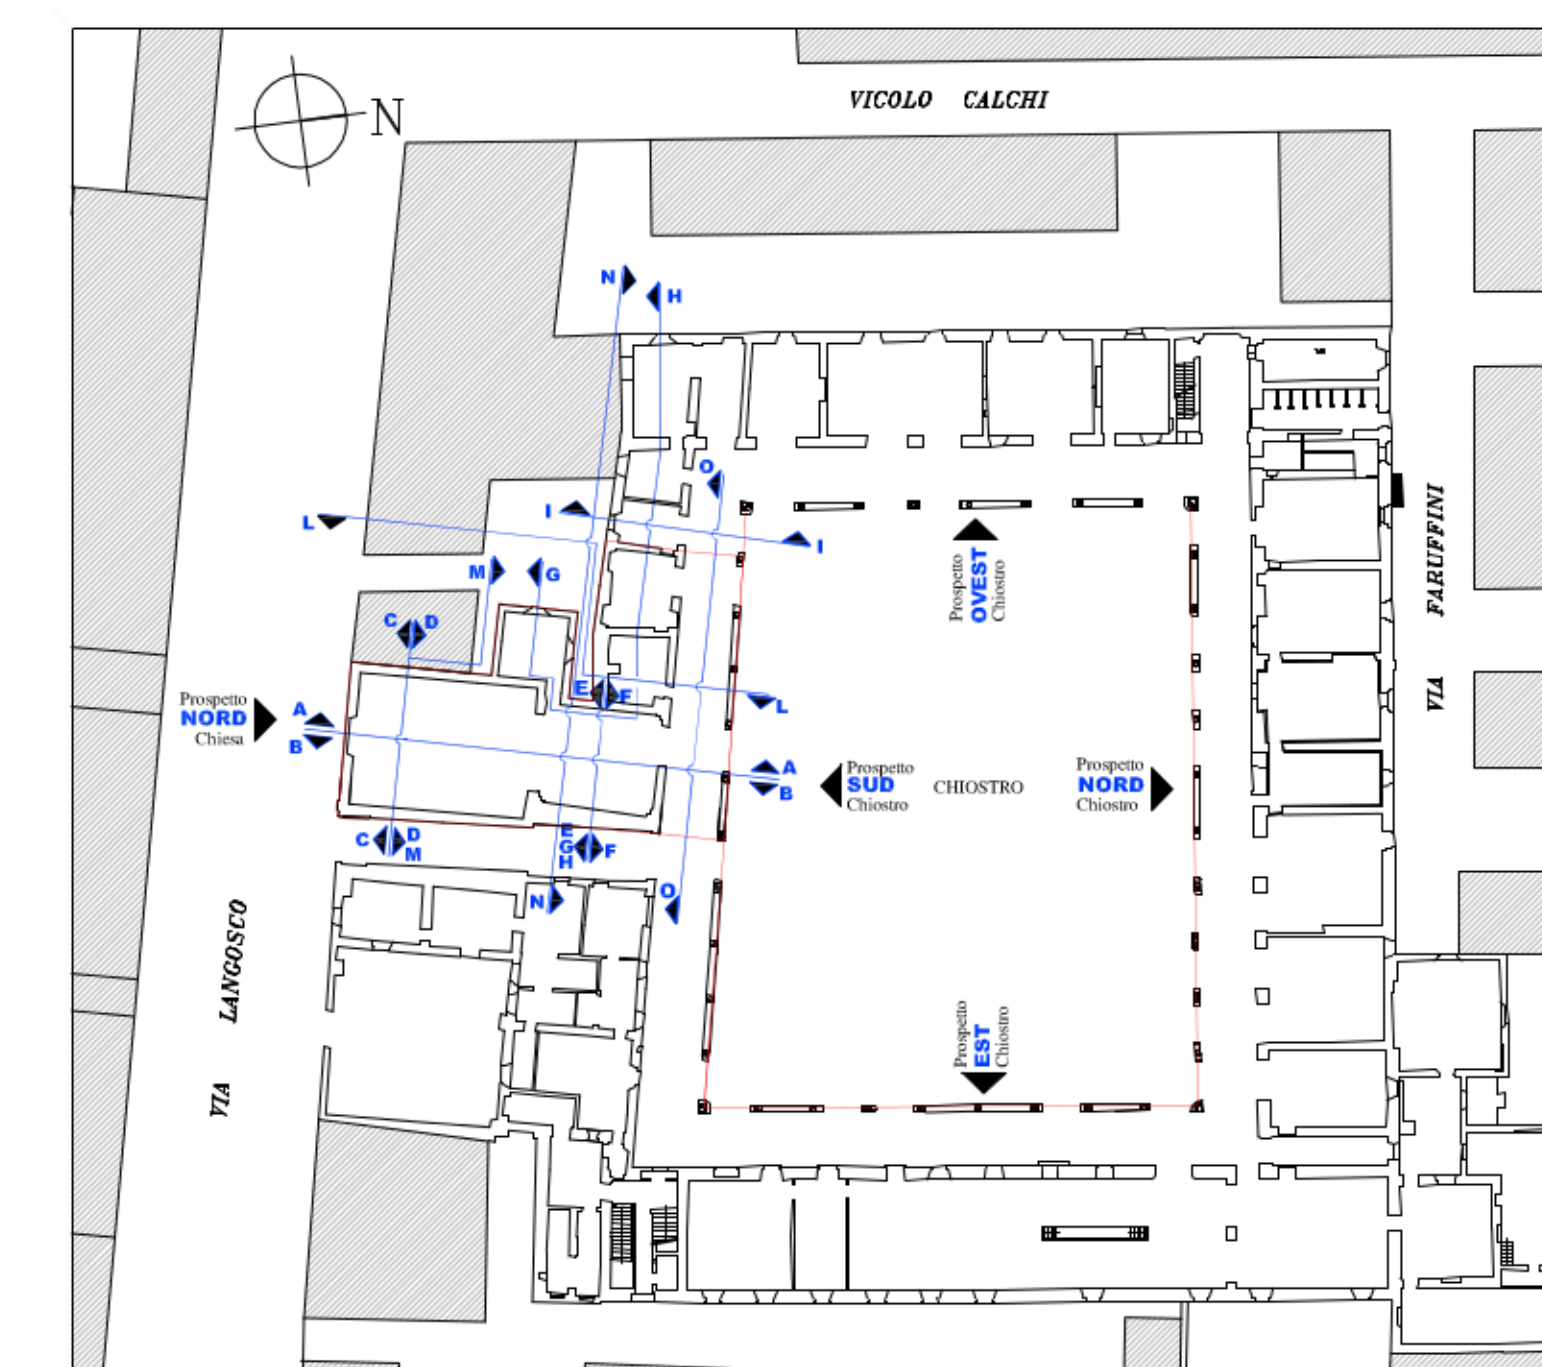 VICOLO CALCHI
N
N
H
O
L
I
I
M
G
C
D
VIA FARUFFINI
Prospetto
OVEST
Chiostro
E
F
L
Prospetto
NORD
Chiesa
A
B
A
B
Prospetto
SUD
Chiostro
CHIOSTRO
Prospetto
NORD
Chiostro
C
D
M
E
G
H
F
N
O
VIA LANGOSCO
Prospetto
EST
Chiostro